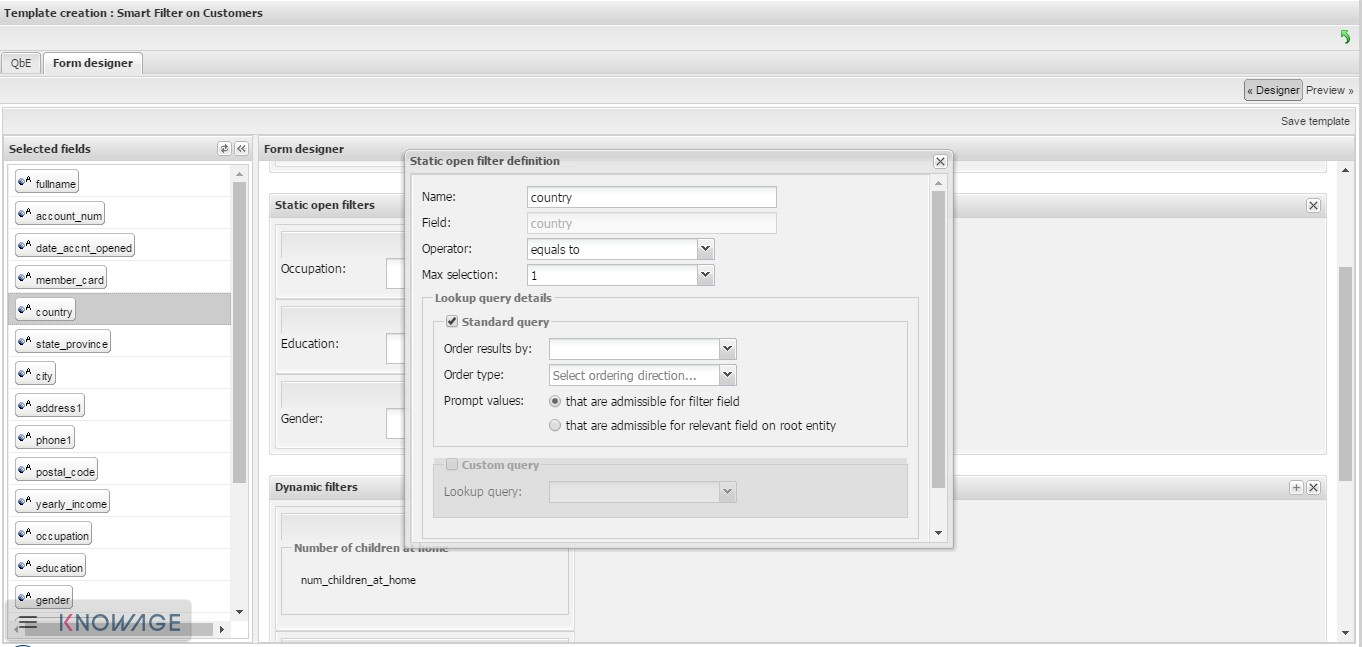 Template creation : Smart Filter on Customers
QbE
Form designer
« Designer
Preview »
Save template
Selected fields
fullname
account_num
date_accnt_opened
member_card
country
state_province
city
address1
phone1
postal_code
yearly_income
occupation
education
gender
KNOWAGE
Form designer
Static open filters
Occupation:
Education:
Gender:
Dynamic filters
Number of children at home
num_children_at_home
Static open filter definition
Name: country
Field: country
Operator: equals to
Max selection: 1
Lookup query details
Standard query
Order results by:
Order type: Select ordering direction...
Prompt values: that are admissible for filter field
that are admissible for relevant field on root entity
Custom query
Lookup query: